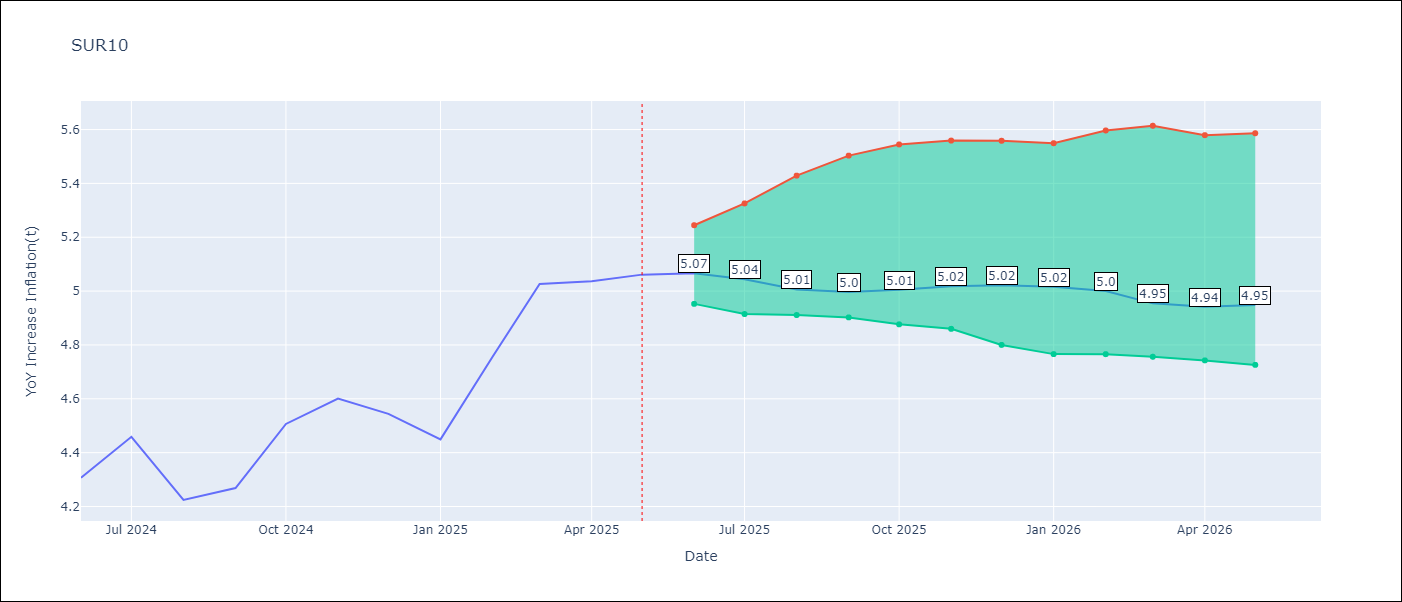 SUR10
YoY Increase Inflation(t)
5.6
5.4
5.2
5
4.8
4.6
4.4
4.2
5.07
5.04
5.01
5.0
5.01
5.02
5.02
5.02
5.0
4.95
4.94
4.95
Jul 2024
Oct 2024
Jan 2025
Apr 2025
Jul 2025
Oct 2025
Jan 2026
Apr 2026
Date